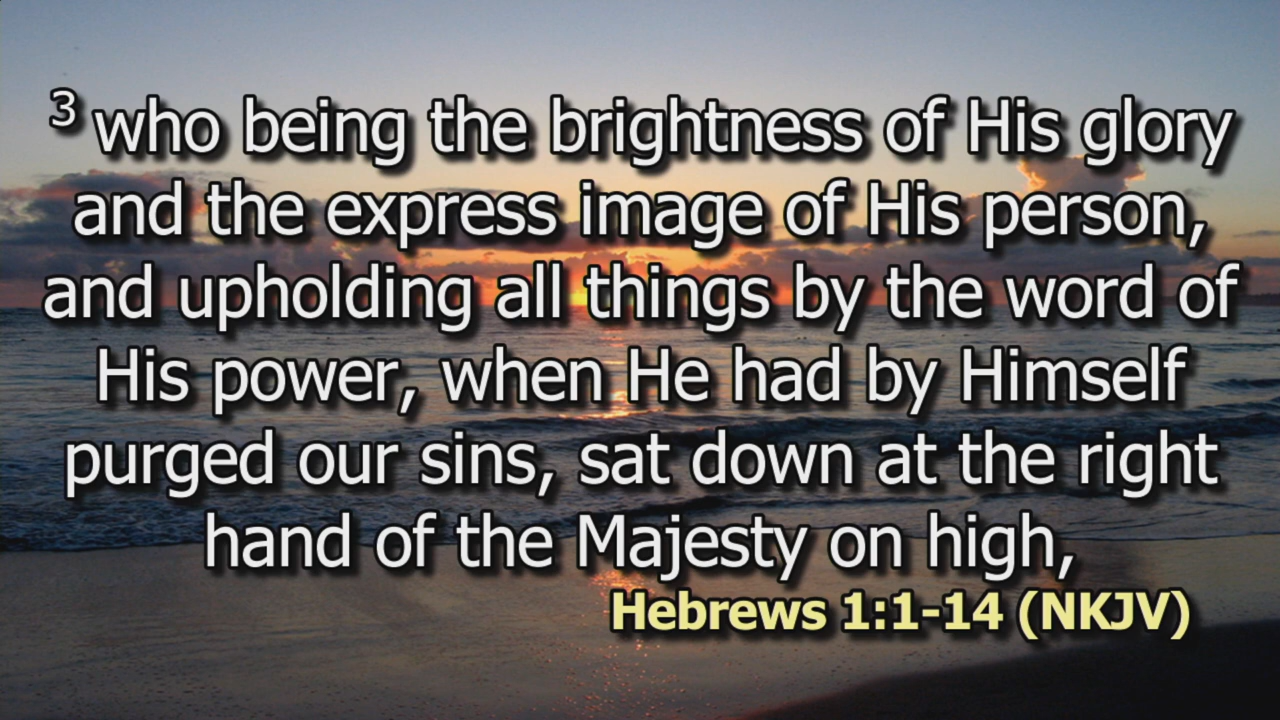 3 who being the brightness of His glory
and the express image of His person,
and upholding all things by the word of
His power, when He had by Himself
purged our sins, sat down at the right
hand of the Majesty on high,
Hebrews 1:1-14 (NKJV)